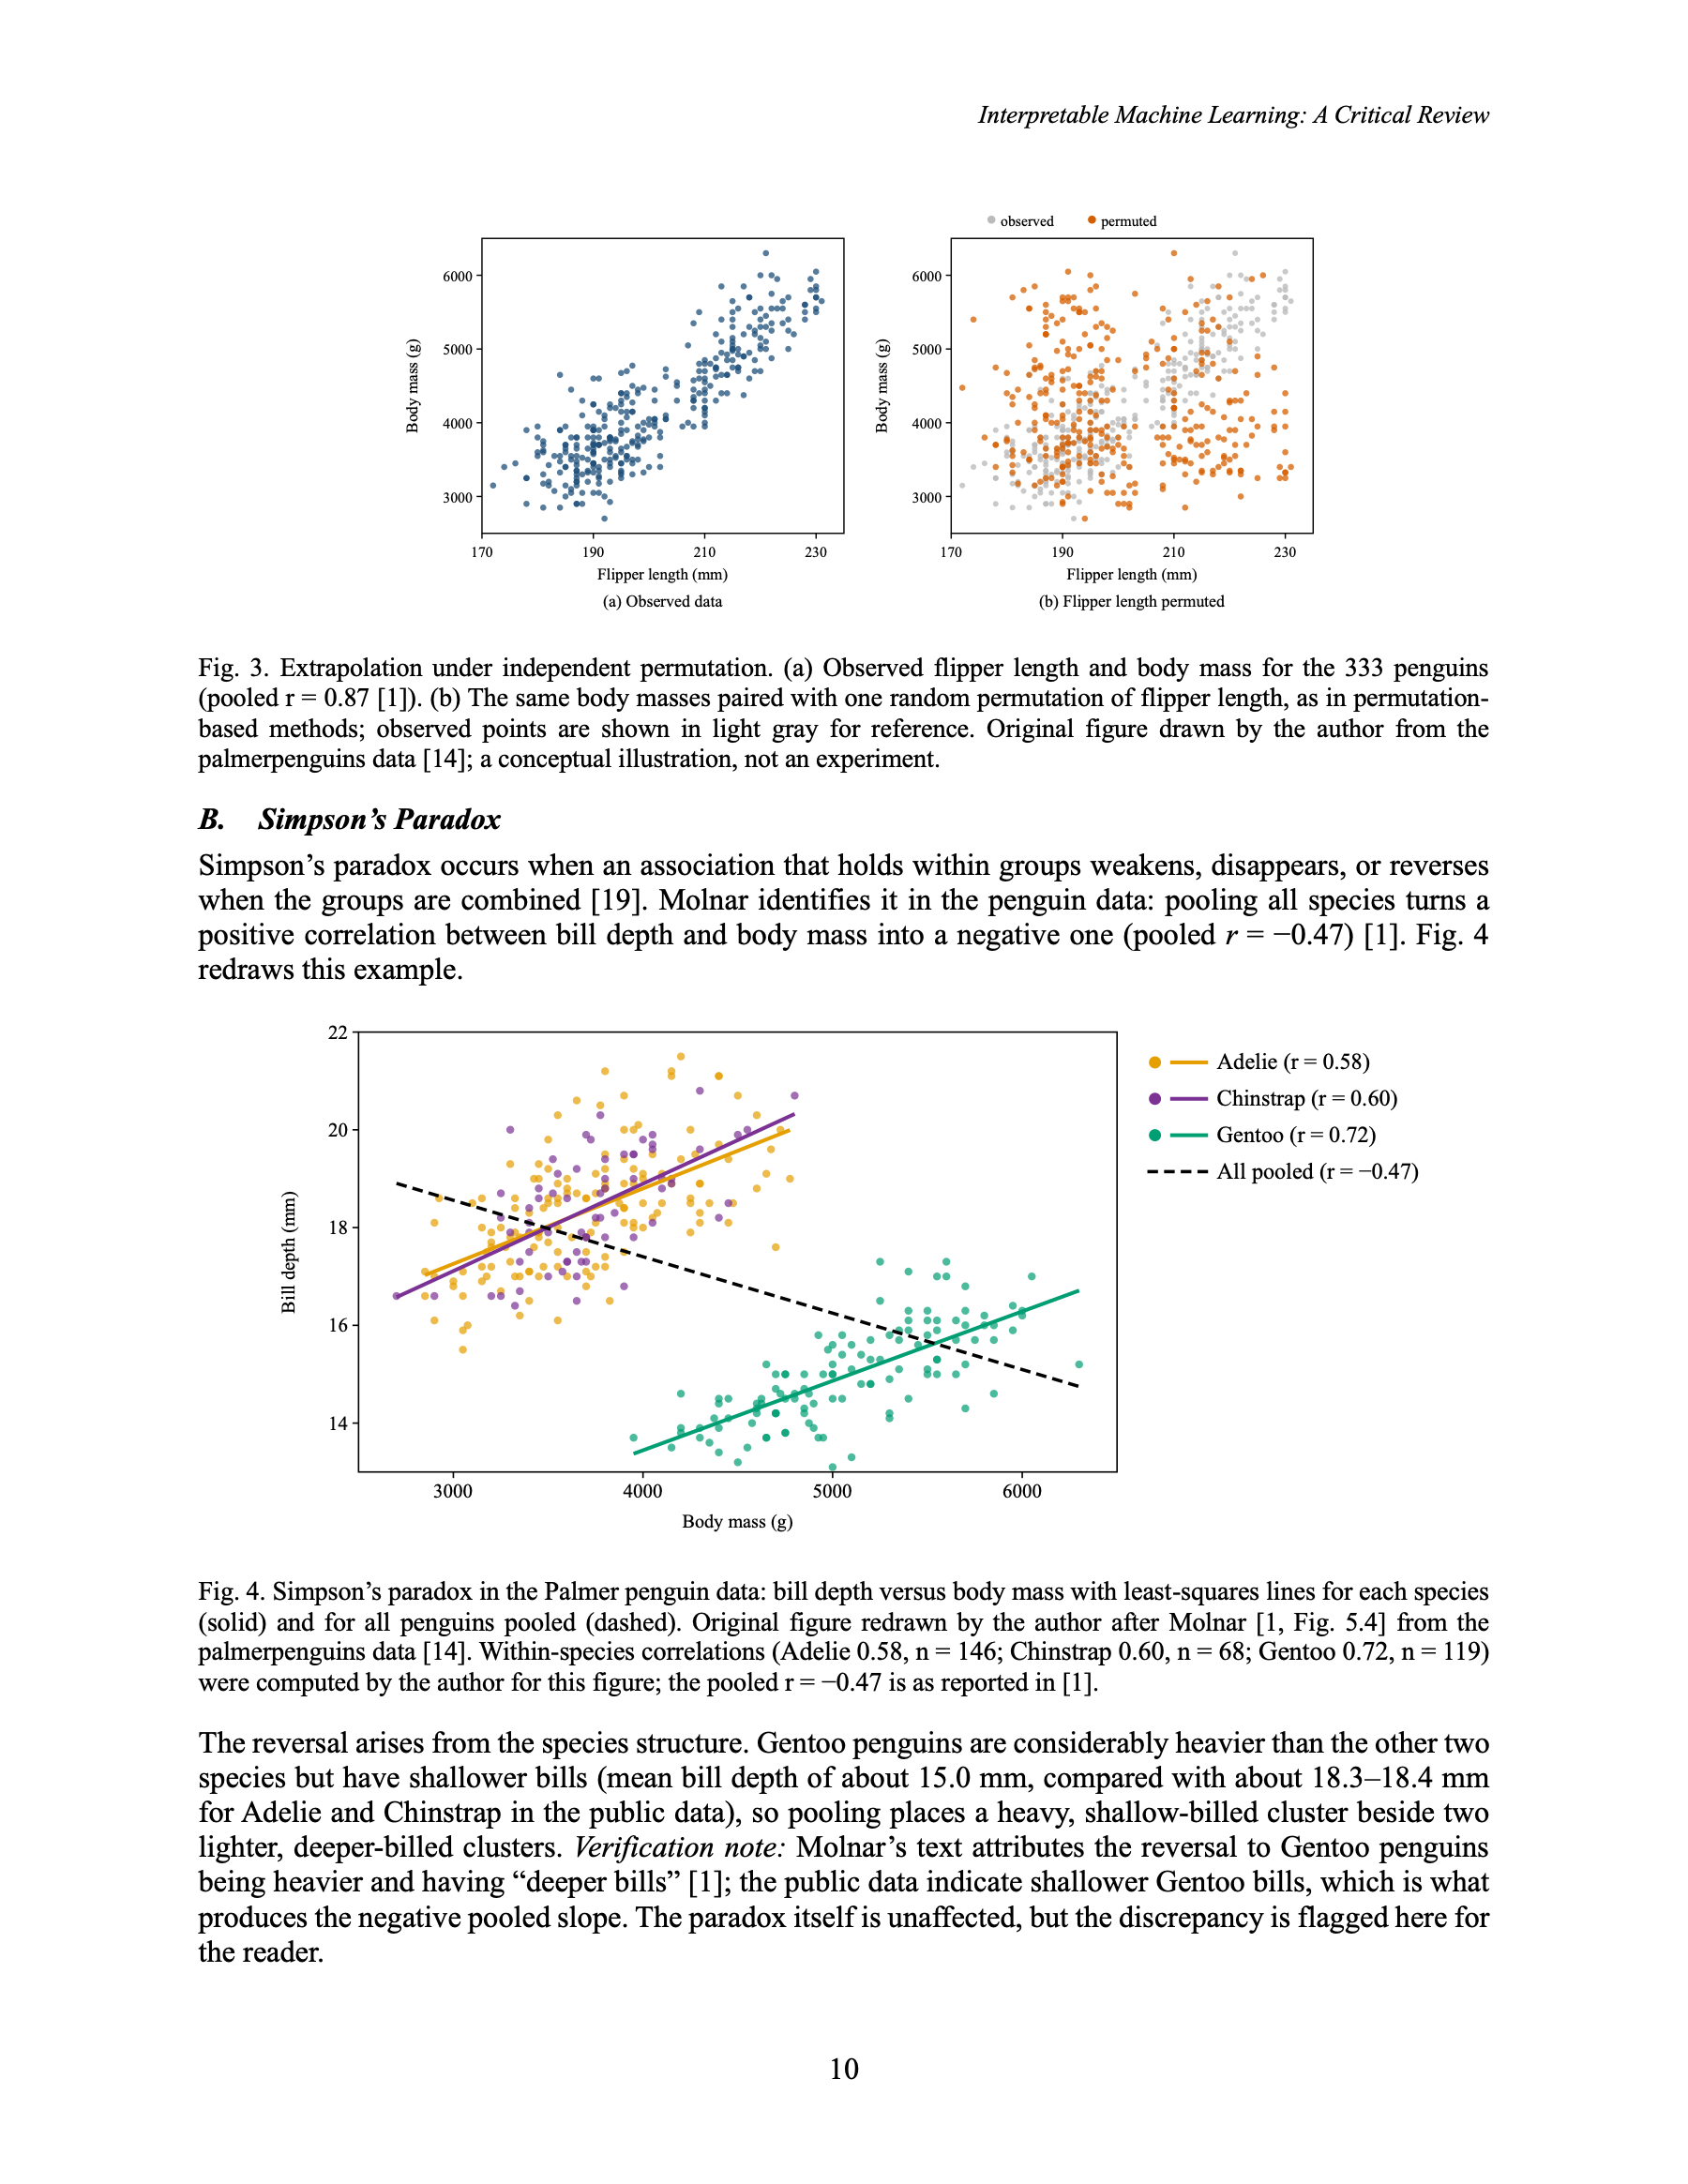 Interpretable Machine Learning: A Critical Review
observed permuted
6000
5000
4000
3000
Body mass (g)
170 190 210 230
Flipper length (mm)
(a) Observed data
6000
5000
4000
3000
Body mass (g)
170 190 210 230
Flipper length (mm)
(b) Flipper length permuted
Fig. 3. Extrapolation under independent permutation. (a) Observed flipper length and body mass for the 333 penguins
(pooled r = 0.87 [1]). (b) The same body masses paired with one random permutation of flipper length, as in permutation-
based methods; observed points are shown in light gray for reference. Original figure drawn by the author from the
palmerpenguins data [14]; a conceptual illustration, not an experiment.
B. Simpson’s Paradox
Simpson’s paradox occurs when an association that holds within groups weakens, disappears, or reverses
when the groups are combined [19]. Molnar identifies it in the penguin data: pooling all species turns a
positive correlation between bill depth and body mass into a negative one (pooled r = −0.47) [1]. Fig. 4
redraws this example.
22
20
18
16
14
Bill depth (mm)
3000 4000 5000 6000
Body mass (g)
Adelie (r = 0.58)
Chinstrap (r = 0.60)
Gentoo (r = 0.72)
All pooled (r = −0.47)
Fig. 4. Simpson’s paradox in the Palmer penguin data: bill depth versus body mass with least-squares lines for each species
(solid) and for all penguins pooled (dashed). Original figure redrawn by the author after Molnar [1, Fig. 5.4] from the
palmerpenguins data [14]. Within-species correlations (Adelie 0.58, n = 146; Chinstrap 0.60, n = 68; Gentoo 0.72, n = 119)
were computed by the author for this figure; the pooled r = −0.47 is as reported in [1].
The reversal arises from the species structure. Gentoo penguins are considerably heavier than the other two
species but have shallower bills (mean bill depth of about 15.0 mm, compared with about 18.3–18.4 mm
for Adelie and Chinstrap in the public data), so pooling places a heavy, shallow-billed cluster beside two
lighter, deeper-billed clusters. Verification note: Molnar’s text attributes the reversal to Gentoo penguins
being heavier and having “deeper bills” [1]; the public data indicate shallower Gentoo bills, which is what
produces the negative pooled slope. The paradox itself is unaffected, but the discrepancy is flagged here for
the reader.
10